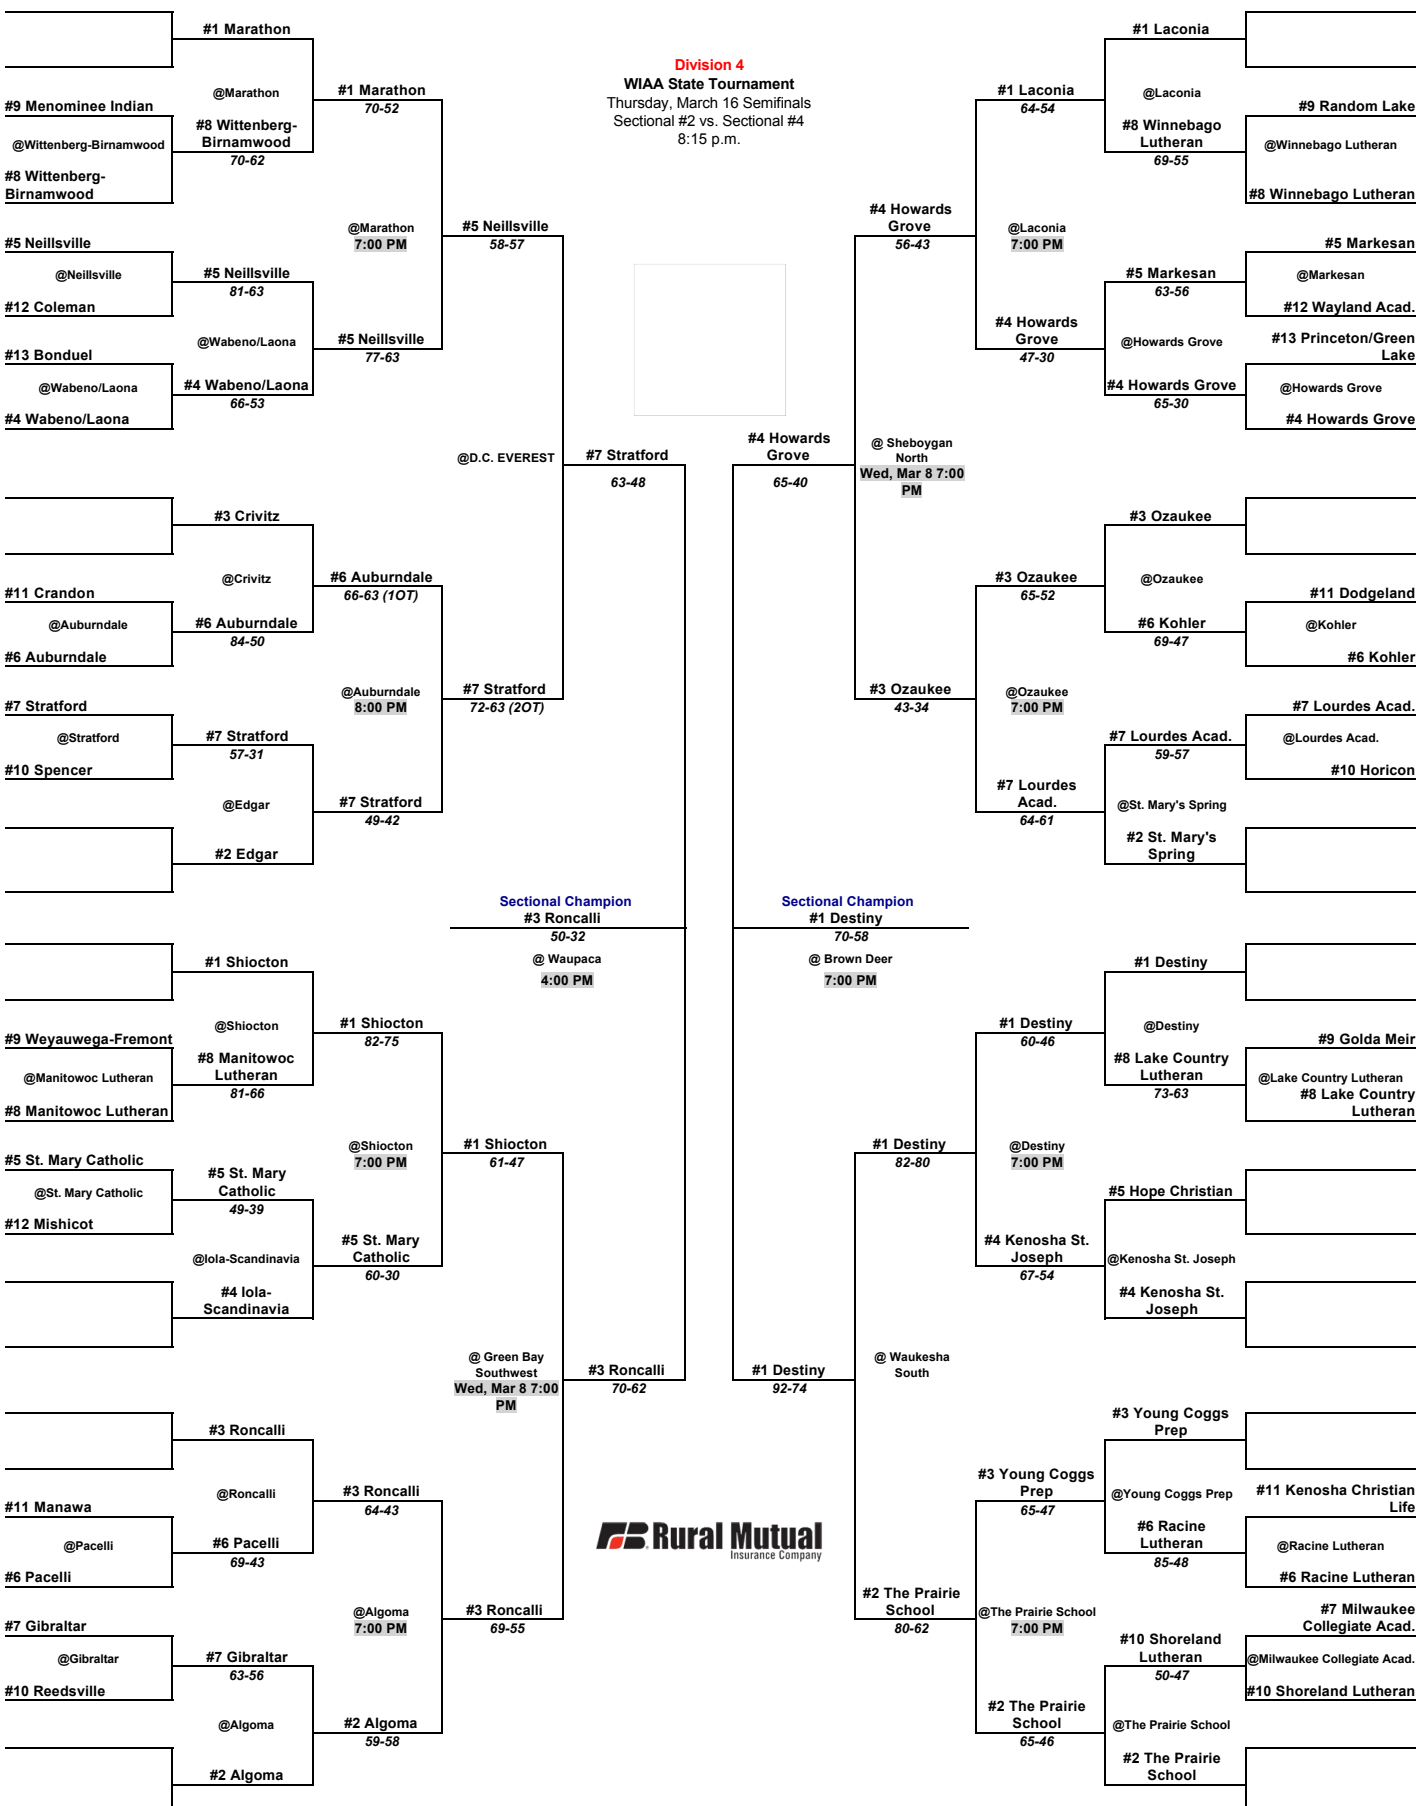 Division 4
WIAA State Tournament
Thursday, March 16 Semifinals
Sectional #2 vs. Sectional #4
8:15 p.m.
#1 Marathon
@Marathon
#9 Menominee Indian
@Wittenberg-Birnamwood
#8 Wittenberg-
Birnamwood
#8 Wittenberg-
Birnamwood
70-62
#1 Marathon
70-52
@Marathon
7:00 PM
#5 Neillsville
58-57
#5 Neillsville
@Neillsville
#12 Coleman
#5 Neillsville
81-63
@Wabeno/Laona
#5 Neillsville
77-63
#13 Bonduel
@Wabeno/Laona
#4 Wabeno/Laona
#4 Wabeno/Laona
66-53
@D.C. EVEREST
#7 Stratford
63-48
#3 Crivitz
@Crivitz
#6 Auburndale
66-63 (1OT)
#11 Crandon
@Auburndale
#6 Auburndale
#6 Auburndale
84-50
@Auburndale
8:00 PM
#7 Stratford
72-63 (2OT)
#7 Stratford
@Stratford
#10 Spencer
#7 Stratford
57-31
@Edgar
#7 Stratford
49-42
#2 Edgar
Sectional Champion
#3 Roncalli
50-32
@ Waupaca
4:00 PM
#1 Shiocton
@Shiocton
#1 Shiocton
82-75
#9 Weyauwega-Fremont
@Manitowoc Lutheran
#8 Manitowoc Lutheran
#8 Manitowoc
Lutheran
81-66
@Shiocton
7:00 PM
#1 Shiocton
61-47
#5 St. Mary Catholic
@St. Mary Catholic
#12 Mishicot
#5 St. Mary
Catholic
49-39
@Iola-Scandinavia
#5 St. Mary
Catholic
60-30
#4 Iola-
Scandinavia
@ Green Bay
Southwest
Wed, Mar 8 7:00
PM
#3 Roncalli
70-62
#3 Roncalli
@Roncalli
#3 Roncalli
64-43
#11 Manawa
@Pacelli
#6 Pacelli
#6 Pacelli
69-43
@Algoma
7:00 PM
#3 Roncalli
69-55
#7 Gibraltar
@Gibraltar
#10 Reedsville
#7 Gibraltar
63-56
@Algoma
#2 Algoma
59-58
#2 Algoma
#1 Laconia
@Laconia
#1 Laconia
64-54
#9 Random Lake
@Winnebago Lutheran
#8 Winnebago Lutheran
#8 Winnebago
Lutheran
69-55
@Laconia
7:00 PM
#4 Howards
Grove
56-43
#5 Markesan
@Markesan
#12 Wayland Acad.
#5 Markesan
63-56
@Howards Grove
#4 Howards
Grove
47-30
#13 Princeton/Green
Lake
@Howards Grove
#4 Howards Grove
#4 Howards Grove
65-30
@ Sheboygan
North
Wed, Mar 8 7:00
PM
#4 Howards
Grove
65-40
#3 Ozaukee
@Ozaukee
#3 Ozaukee
65-52
#11 Dodgeland
@Kohler
#6 Kohler
#6 Kohler
69-47
@Ozaukee
7:00 PM
#3 Ozaukee
43-34
#7 Lourdes Acad.
@Lourdes Acad.
#10 Horicon
#7 Lourdes Acad.
59-57
@St. Mary's Spring
#7 Lourdes
Acad.
64-61
#2 St. Mary's
Spring
Sectional Champion
#1 Destiny
70-58
@ Brown Deer
7:00 PM
#1 Destiny
@Destiny
#1 Destiny
60-46
#9 Golda Meir
@Lake Country Lutheran
#8 Lake Country
Lutheran
#8 Lake Country
Lutheran
73-63
@Destiny
7:00 PM
#1 Destiny
82-80
#5 Hope Christian
@Kenosha St. Joseph
#4 Kenosha St.
Joseph
67-54
#4 Kenosha St.
Joseph
@ Waukesha
South
#1 Destiny
92-74
#3 Young Coggs
Prep
@Young Coggs Prep
#3 Young Coggs
Prep
65-47
#11 Kenosha Christian
Life
@Racine Lutheran
#6 Racine Lutheran
#6 Racine
Lutheran
85-48
@The Prairie School
7:00 PM
#2 The Prairie
School
80-62
#7 Milwaukee
Collegiate Acad.
@Milwaukee Collegiate Acad.
#10 Shoreland Lutheran
#10 Shoreland
Lutheran
50-47
@The Prairie School
#2 The Prairie
School
65-46
#2 The Prairie
School
Rural Mutual
Insurance Company